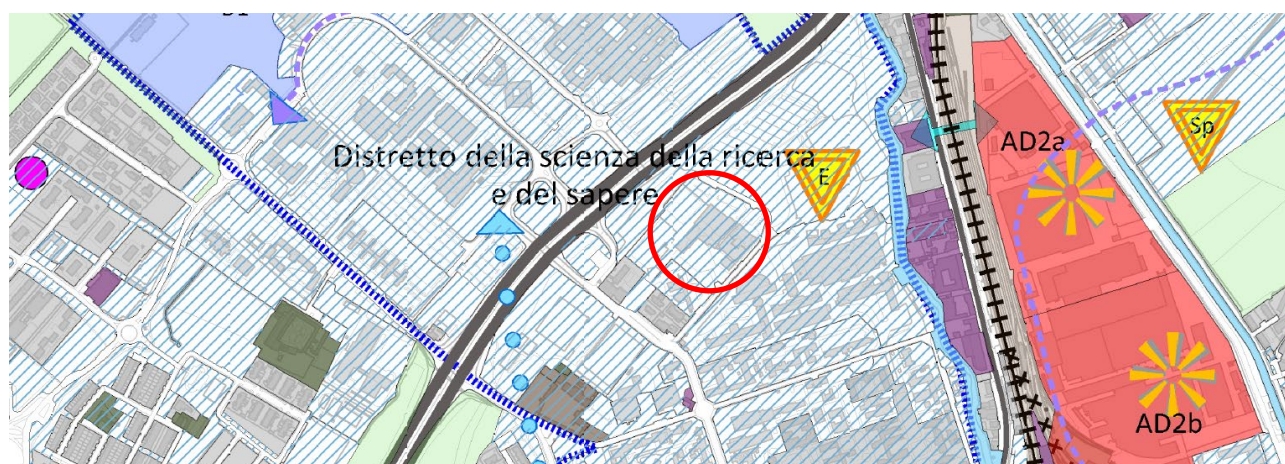 Distretto della scienza della ricerca
e del sapere
E
AD2a
Sp
AD2b